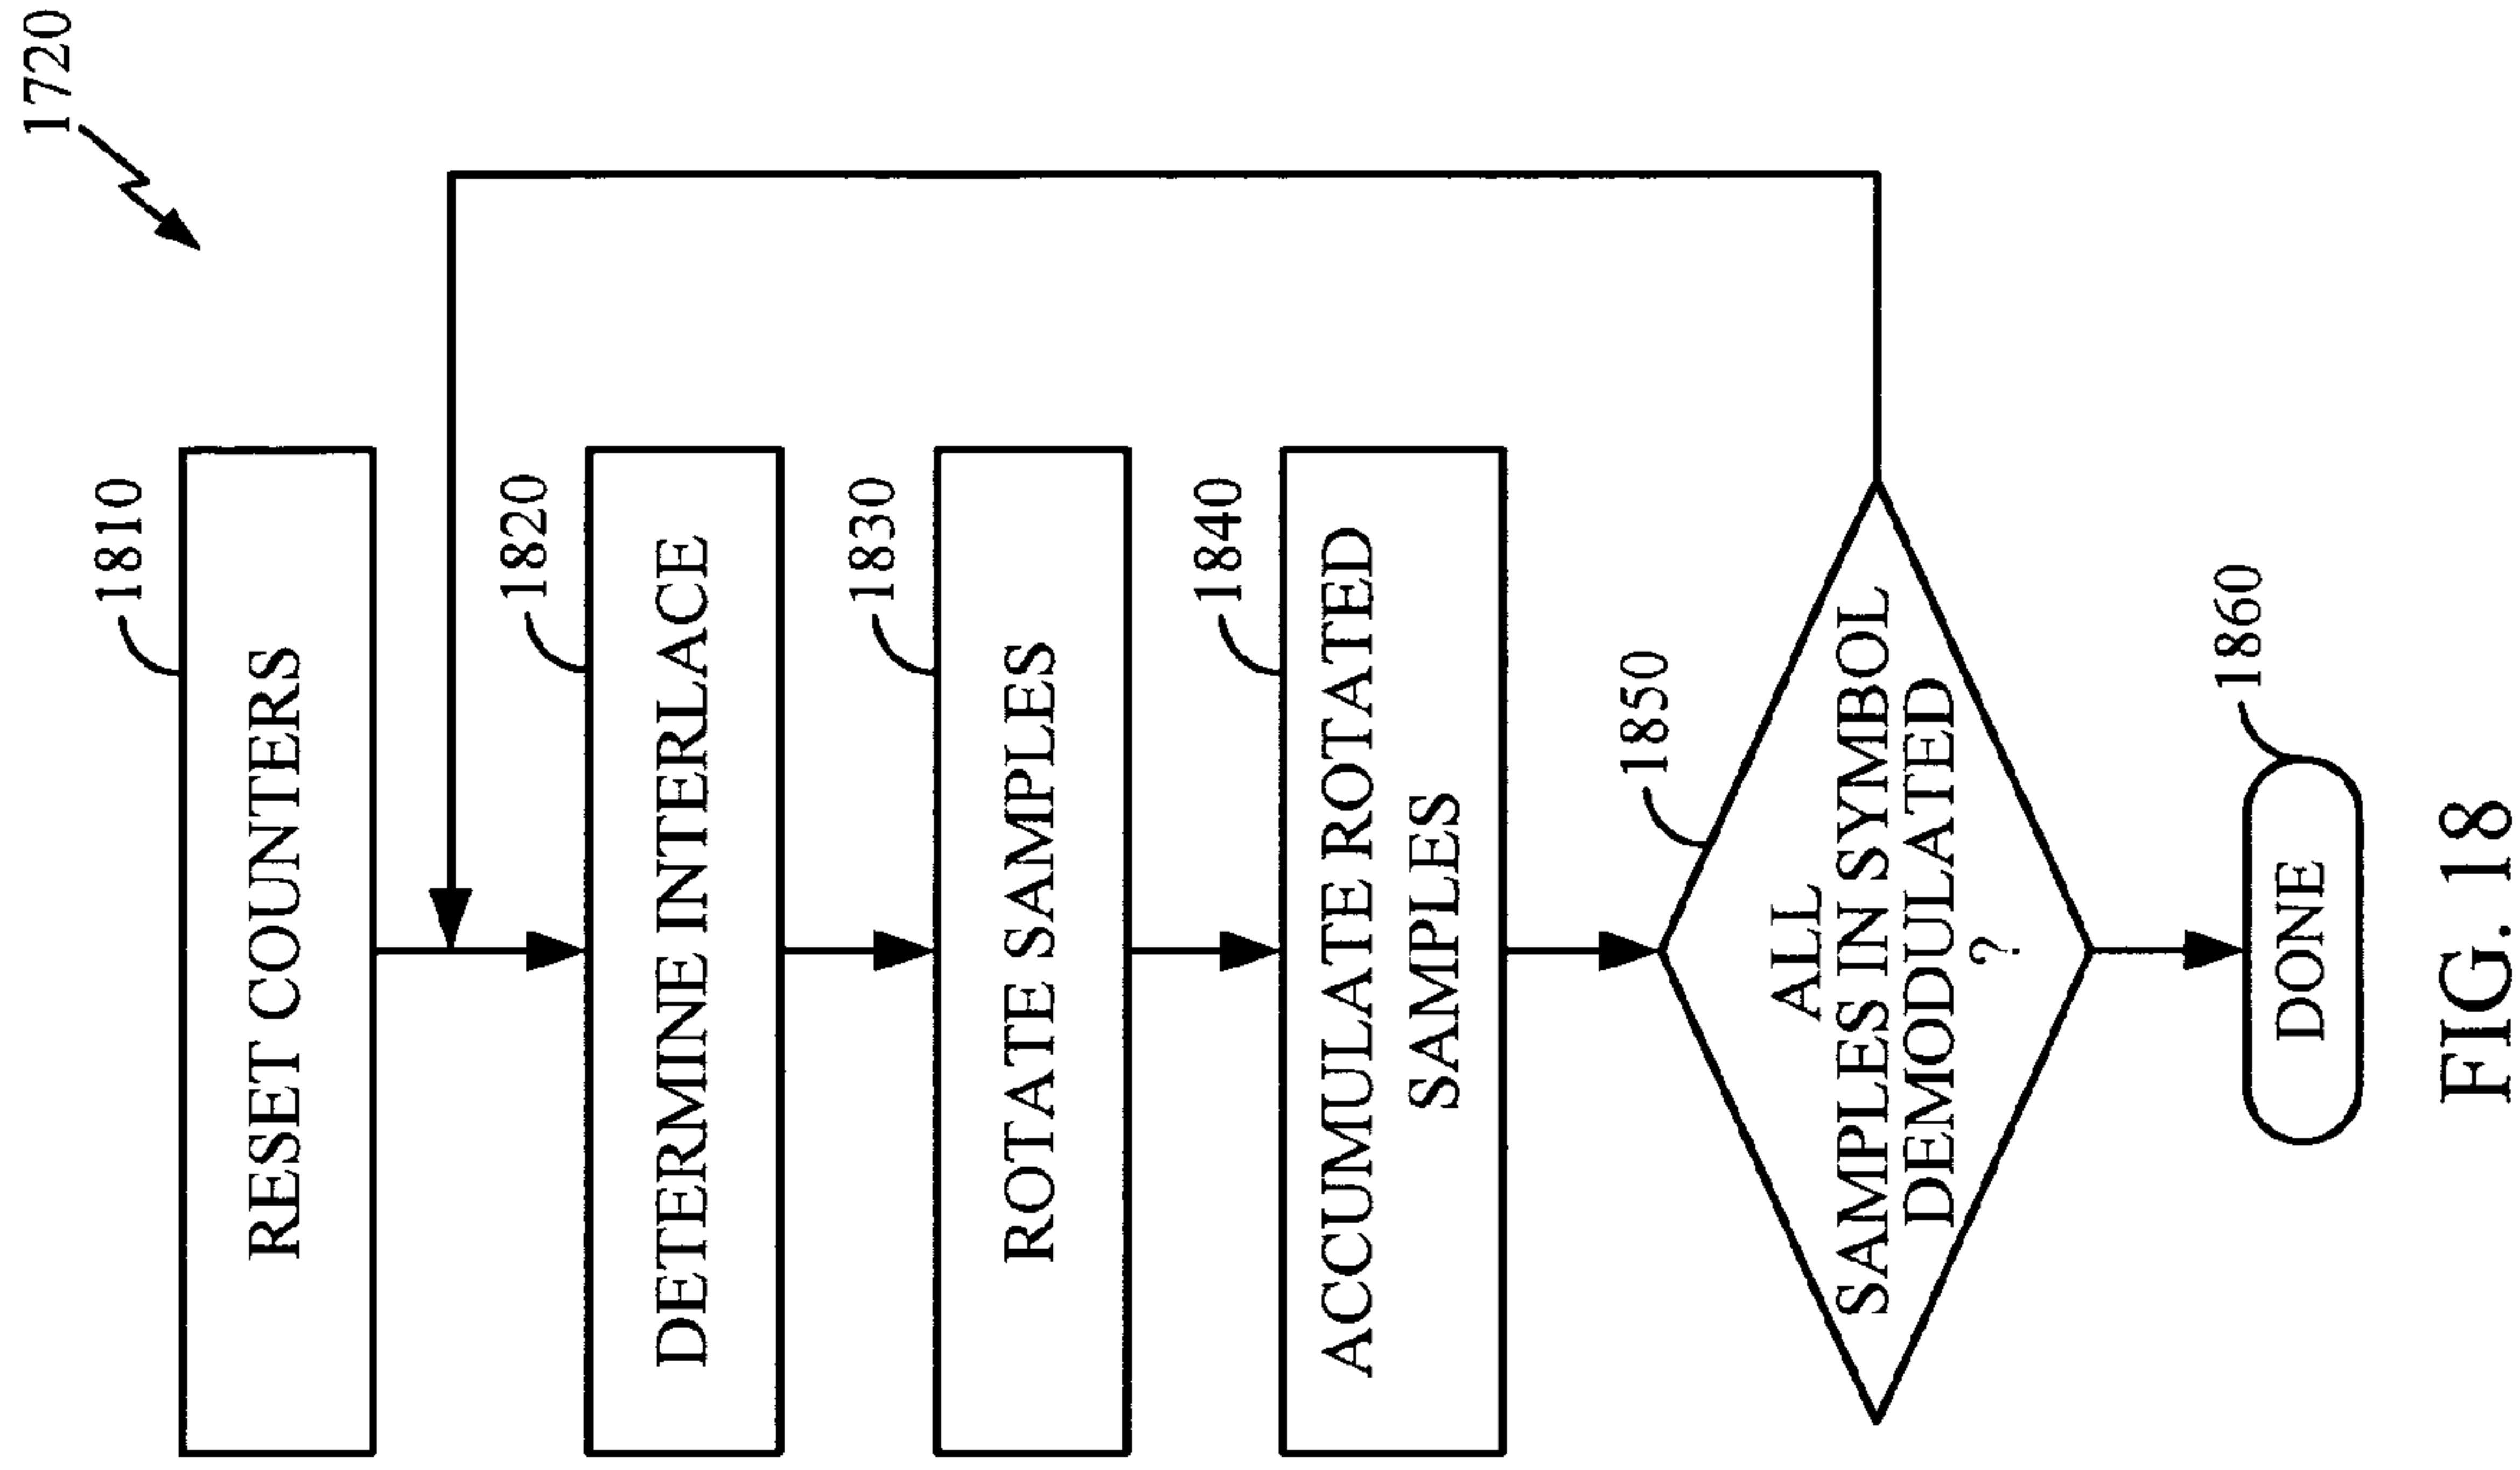 1720
1810
RESET COUNTERS
1820
DETERMINE INTERLACE
1830
ROTATE SAMPLES
1840
ACCUMULATE ROTATED
SAMPLES
1850
ALL
SAMPLES IN SYMBOL
DEMODULATED
?
1860
DONE
FIG. 18